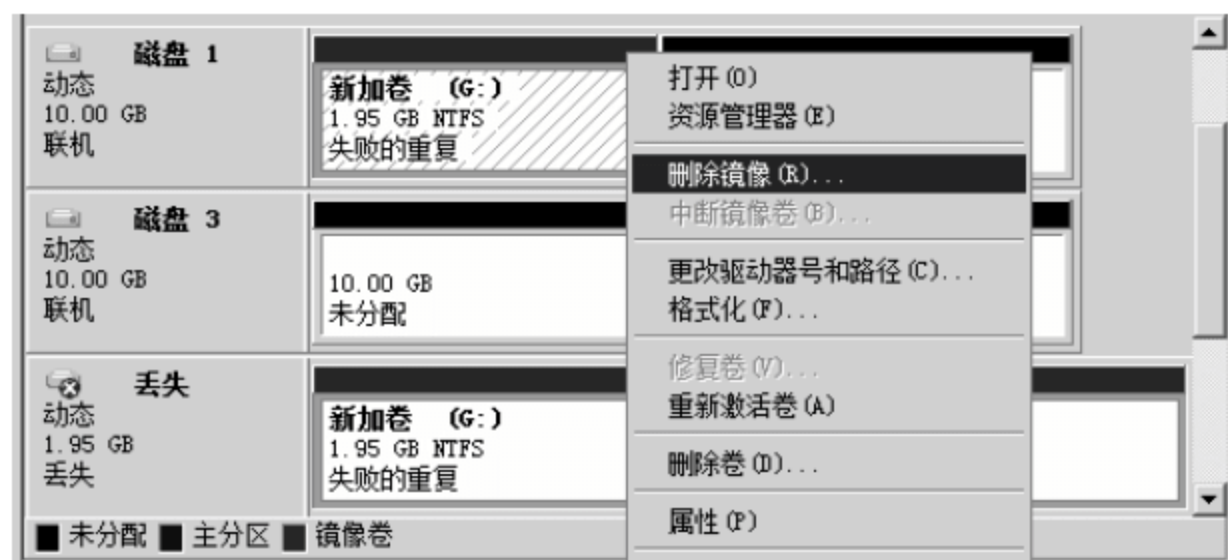 磁盘 1
动态
10.00 GB
联机
新加卷 (G:)
1.95 GB NTFS
失败的重复
磁盘 3
动态
10.00 GB
联机
10.00 GB
未分配
丢失
动态
1.95 GB
丢失
新加卷 (G:)
1.95 GB NTFS
失败的重复
打开(O)
资源管理器(E)
删除镜像(R)...
中断镜像卷(B)...
更改驱动器号和路径(C)...
格式化(F)...
修复卷(V)...
重新激活卷(A)
删除卷(D)...
属性(P)
未分配 主分区 镜像卷